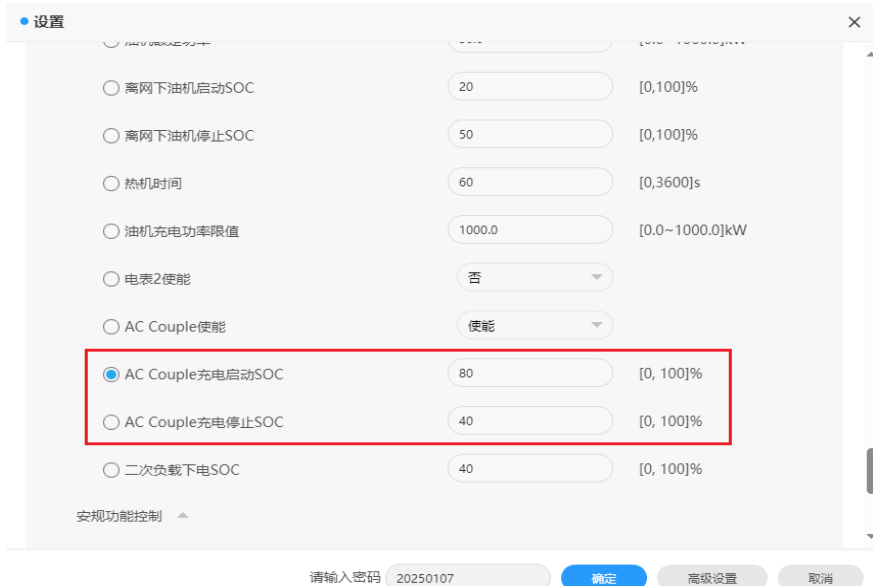 设置
离网下油机启动SOC 20 [0,100]%
离网下油机停止SOC 50 [0,100]%
热机时间 60 [0,3600]s
油机充电功率限值 1000.0 [0.0~1000.0]kW
电表2使能 否
AC Couple使能 使能
AC Couple充电启动SOC 80 [0, 100]%
AC Couple充电停止SOC 40 [0, 100]%
二次负载下电SOC 40 [0, 100]%
安规功能控制
请输入密码 20250107 确定 高级设置 取消